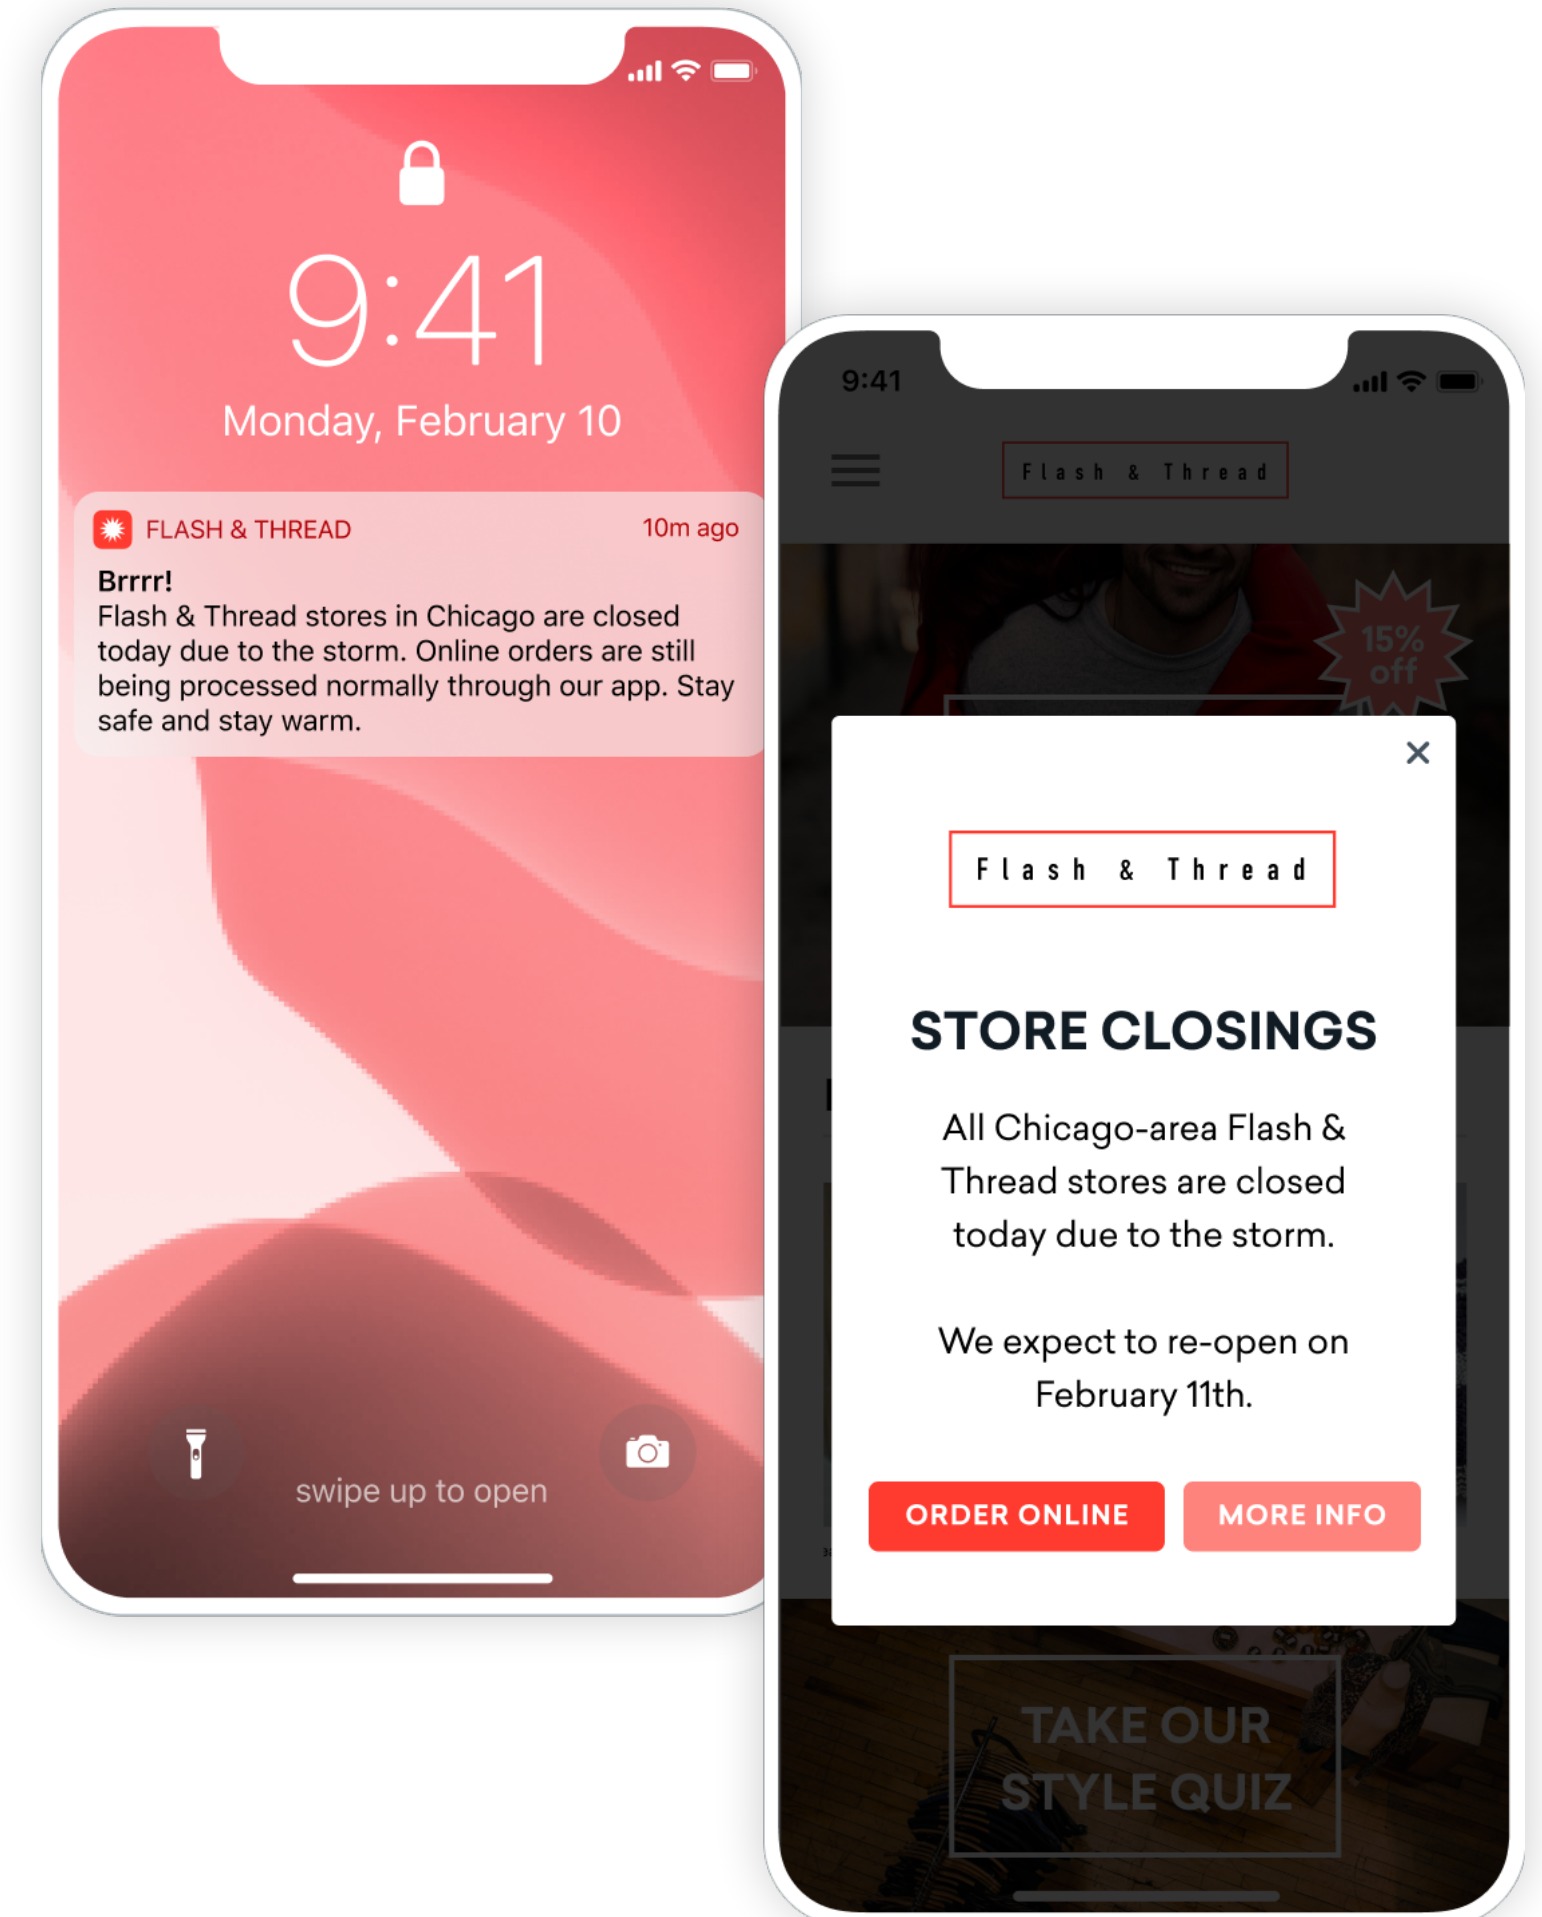 9:41
Monday, February 10
FLASH & THREAD 10m ago
Brrrr!
Flash & Thread stores in Chicago are closed
today due to the storm. Online orders are still
being processed normally through our app. Stay
safe and stay warm.
swipe up to open
9:41
Flash & Thread
15%
off
Flash & Thread
STORE CLOSINGS
All Chicago-area Flash &
Thread stores are closed
today due to the storm.
We expect to re-open on
February 11th.
ORDER ONLINE MORE INFO
TAKE OUR
STYLE QUIZ